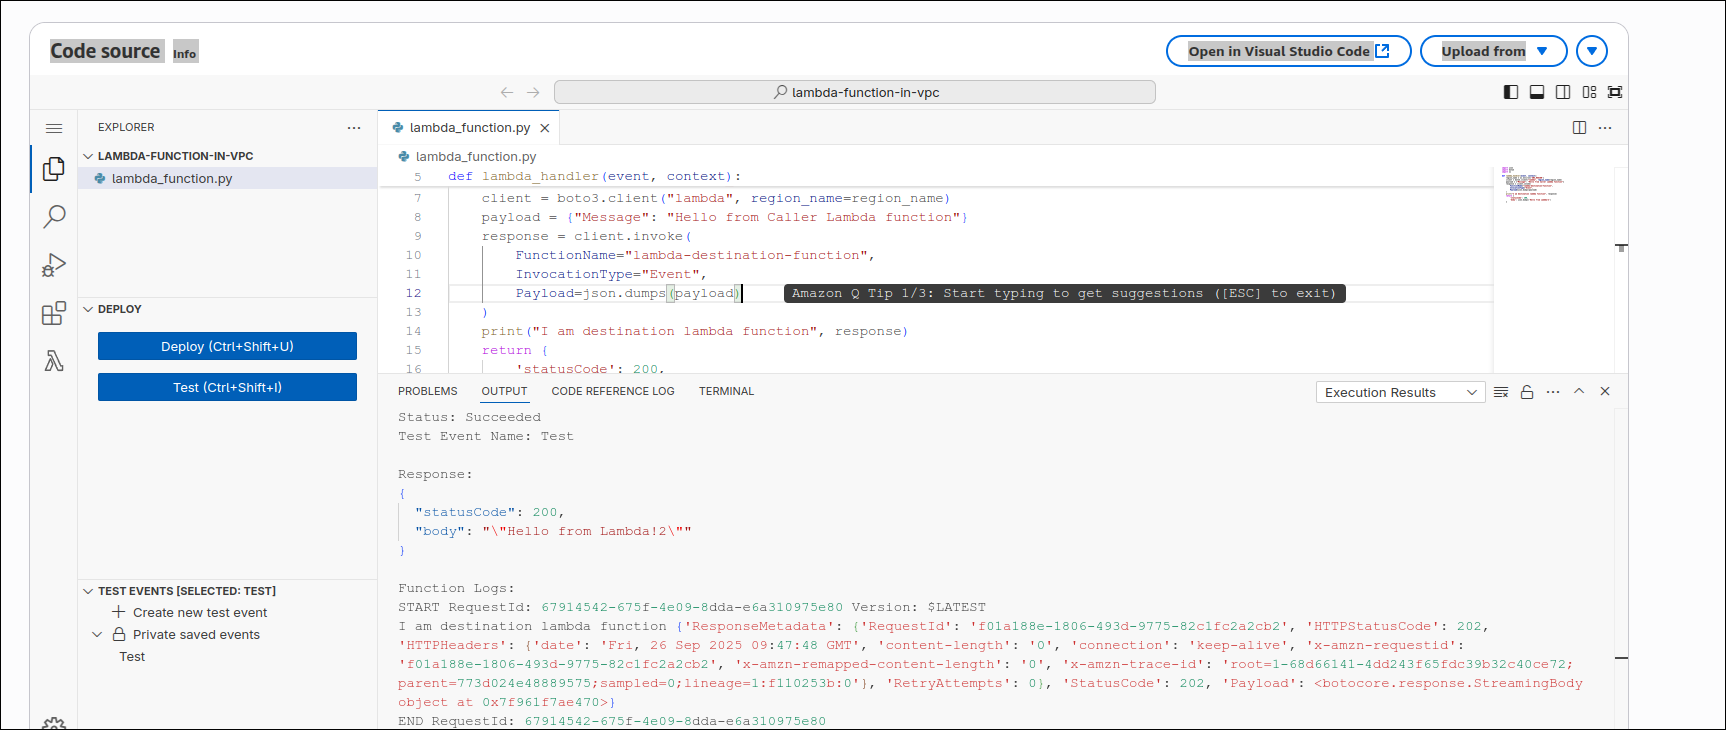 Code source Info
Open in Visual Studio Code
Upload from
lambda-function-in-vpc
EXPLORER
LAMBDA-FUNCTION-IN-VPC
lambda_function.py
DEPLOY
Deploy (Ctrl+Shift+U)
Test (Ctrl+Shift+I)
TEST EVENTS [SELECTED: TEST]
Create new test event
Private saved events
Test
lambda_function.py
lambda_function.py
5 def lambda_handler(event, context):
7 client = boto3.client("lambda", region_name=region_name)
8 payload = {"Message": "Hello from Caller Lambda function"}
9 response = client.invoke(
10 FunctionName="lambda-destination-function",
11 InvocationType="Event",
12 Payload=json.dumps(payload) Amazon Q Tip 1/3: Start typing to get suggestions ([ESC] to exit)
13 )
14 print("I am destination lambda function", response)
15 return {
16 'statusCode': 200,
PROBLEMS OUTPUT CODE REFERENCE LOG TERMINAL
Execution Results
Status: Succeeded
Test Event Name: Test
Response:
{
"statusCode": 200,
"body": "\"Hello from Lambda!2\""
}
Function Logs:
START RequestId: 67914542-675f-4e09-8dda-e6a310975e80 Version: $LATEST
I am destination lambda function {'ResponseMetadata': {'RequestId': 'f01a188e-1806-493d-9775-82c1fc2a2cb2', 'HTTPStatusCode': 202,
'HTTPHeaders': {'date': 'Fri, 26 Sep 2025 09:47:48 GMT', 'content-length': '0', 'connection': 'keep-alive', 'x-amzn-requestid':
'f01a188e-1806-493d-9775-82c1fc2a2cb2', 'x-amzn-remapped-content-length': '0', 'x-amzn-trace-id': 'root=1-68d66141-4dd243f65fdc39b32c40ce72;
parent=773d024e48889575;sampled=0;lineage=1:f110253b:0'}, 'RetryAttempts': 0}, 'StatusCode': 202, 'Payload': <botocore.response.StreamingBody
object at 0x7f961f7ae470>}
END RequestId: 67914542-675f-4e09-8dda-e6a310975e80